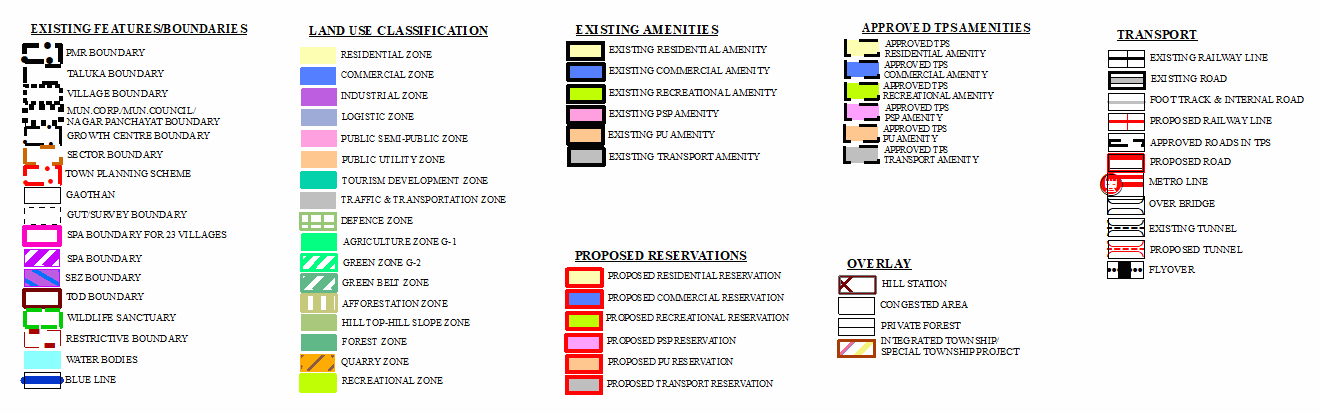 EXISTING FEATURES/BOUNDARIES
PMR BOUNDARY
TALUKA BOUNDARY
VILLAGE BOUNDARY
MUN.CORP/MUN.COUNCIL/
NAGAR PANCHAYAT BOUNDARY
GROWTH CENTRE BOUNDARY
SECTOR BOUNDARY
TOWN PLANNING SCHEME
GAOTHAN
GUT/SURVEY BOUNDARY
SPA BOUNDARY FOR 23 VILLAGES
SPA BOUNDARY
SEZ BOUNDARY
TOD BOUNDARY
WILDLIFE SANCTUARY
RESTRICTIVE BOUNDARY
WATER BODIES
BLUE LINE
LAND USE CLASSIFICATION
RESIDENTIAL ZONE
COMMERCIAL ZONE
INDUSTRIAL ZONE
LOGISTIC ZONE
PUBLIC SEMI-PUBLIC ZONE
PUBLIC UTILITY ZONE
TOURISM DEVELOPMENT ZONE
TRAFFIC & TRANSPORTATION ZONE
DEFENCE ZONE
AGRICULTURE ZONE G-1
GREEN ZONE G-2
GREEN BELT ZONE
AFFORESTATION ZONE
HILL TOP-HILL SLOPE ZONE
FOREST ZONE
QUARRY ZONE
RECREATIONAL ZONE
EXISTING AMENITIES
EXISTING RESIDENTIAL AMENITY
EXISTING COMMERCIAL AMENITY
EXISTING RECREATIONAL AMENITY
EXISTING PSP AMENITY
EXISTING PU AMENITY
EXISTING TRANSPORT AMENITY
PROPOSED RESERVATIONS
PROPOSED RESIDENTIAL RESERVATION
PROPOSED COMMERCIAL RESERVATION
PROPOSED RECREATIONAL RESERVATION
PROPOSED PSP RESERVATION
PROPOSED PU RESERVATION
PROPOSED TRANSPORT RESERVATION
APPROVED TPS AMENITIES
APPROVED TPS
RESIDENTIAL AMENITY
APPROVED TPS
COMMERCIAL AMENITY
APPROVED TPS
RECREATIONAL AMENITY
APPROVED TPS
PSP AMENITY
APPROVED TPS
PU AMENITY
APPROVED TPS
TRANSPORT AMENITY
OVERLAY
HILL STATION
CONGESTED AREA
PRIVATE FOREST
INTEGRATED TOWNSHIP/
SPECIAL TOWNSHIP PROJECT
TRANSPORT
EXISTING RAILWAY LINE
EXISTING ROAD
FOOT TRACK & INTERNAL ROAD
PROPOSED RAILWAY LINE
APPROVED ROADS IN TPS
PROPOSED ROAD
METRO LINE
OVER BRIDGE
EXISTING TUNNEL
PROPOSED TUNNEL
FLYOVER